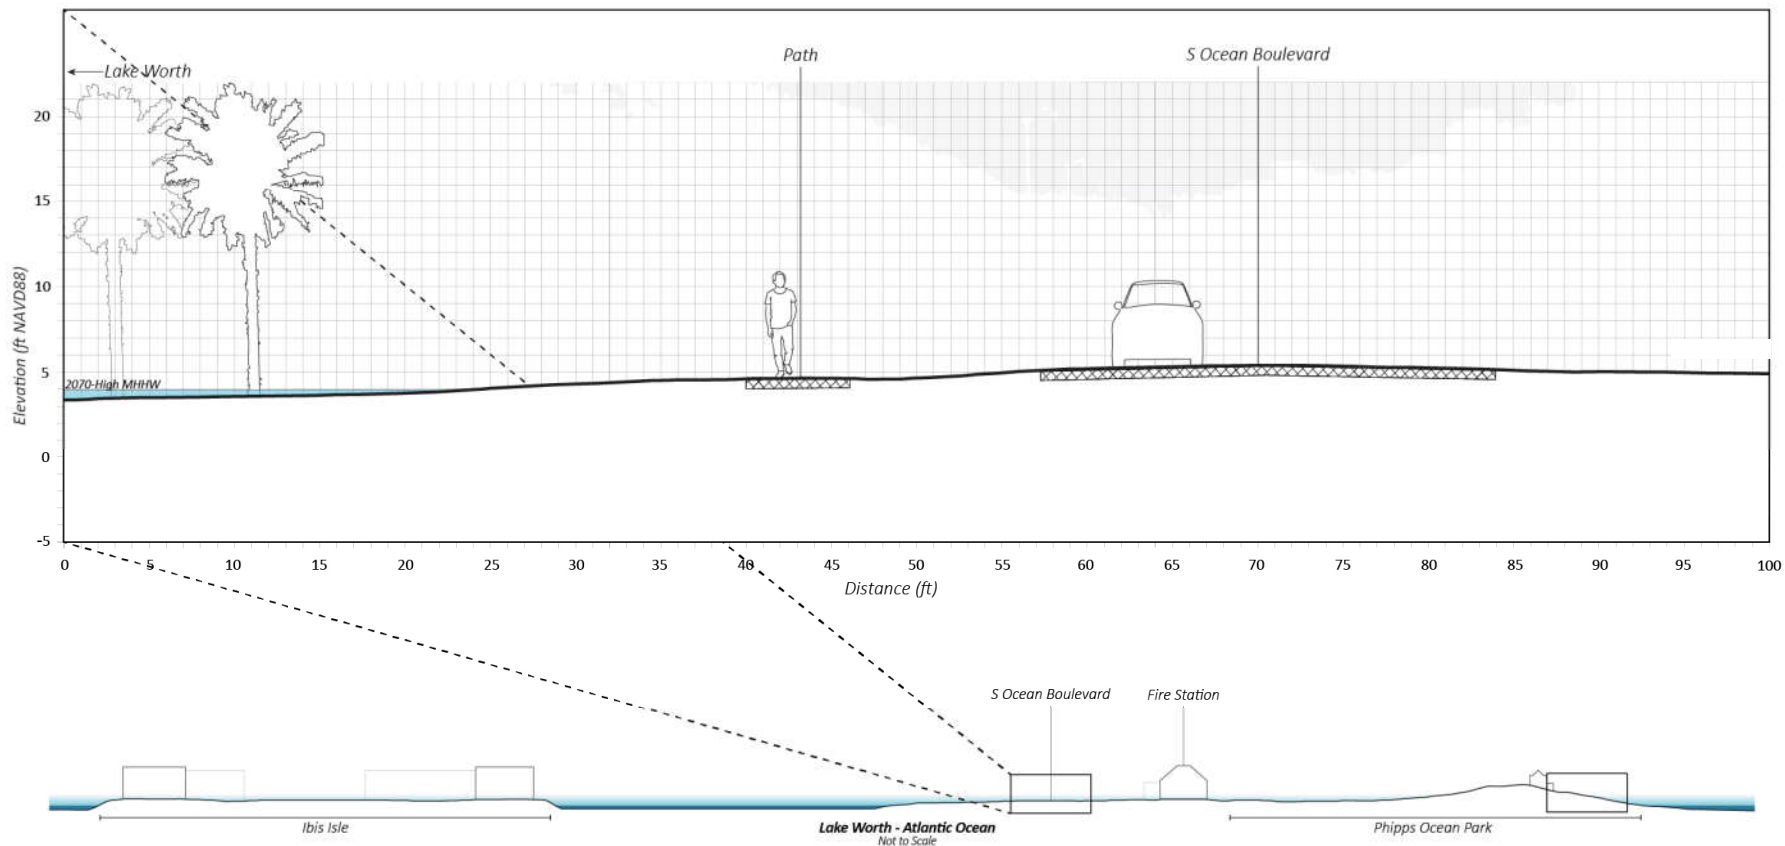 Path
S Ocean Boulevard
Lake Worth
20
15
10
5
0
-5
Elevation (ft NAVD88)
2070-High MHHW
0 5 10 15 20 25 30 35 40 45 50 55 60 65 70 75 80 85 90 95 100
Distance (ft)
S Ocean Boulevard
Fire Station
Ibis Isle
Lake Worth - Atlantic Ocean
Not to Scale
Phipps Ocean Park